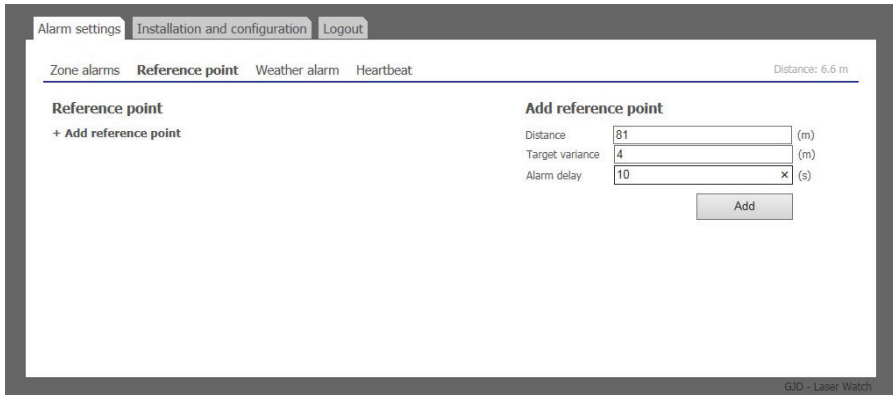 Alarm settings Installation and configuration Logout
Zone alarms Reference point Weather alarm Heartbeat Distance: 6.6 m
Reference point
+ Add reference point
Add reference point
Distance 81 (m)
Target variance 4 (m)
Alarm delay 10 × (s)
Add
GJD - Laser Watch